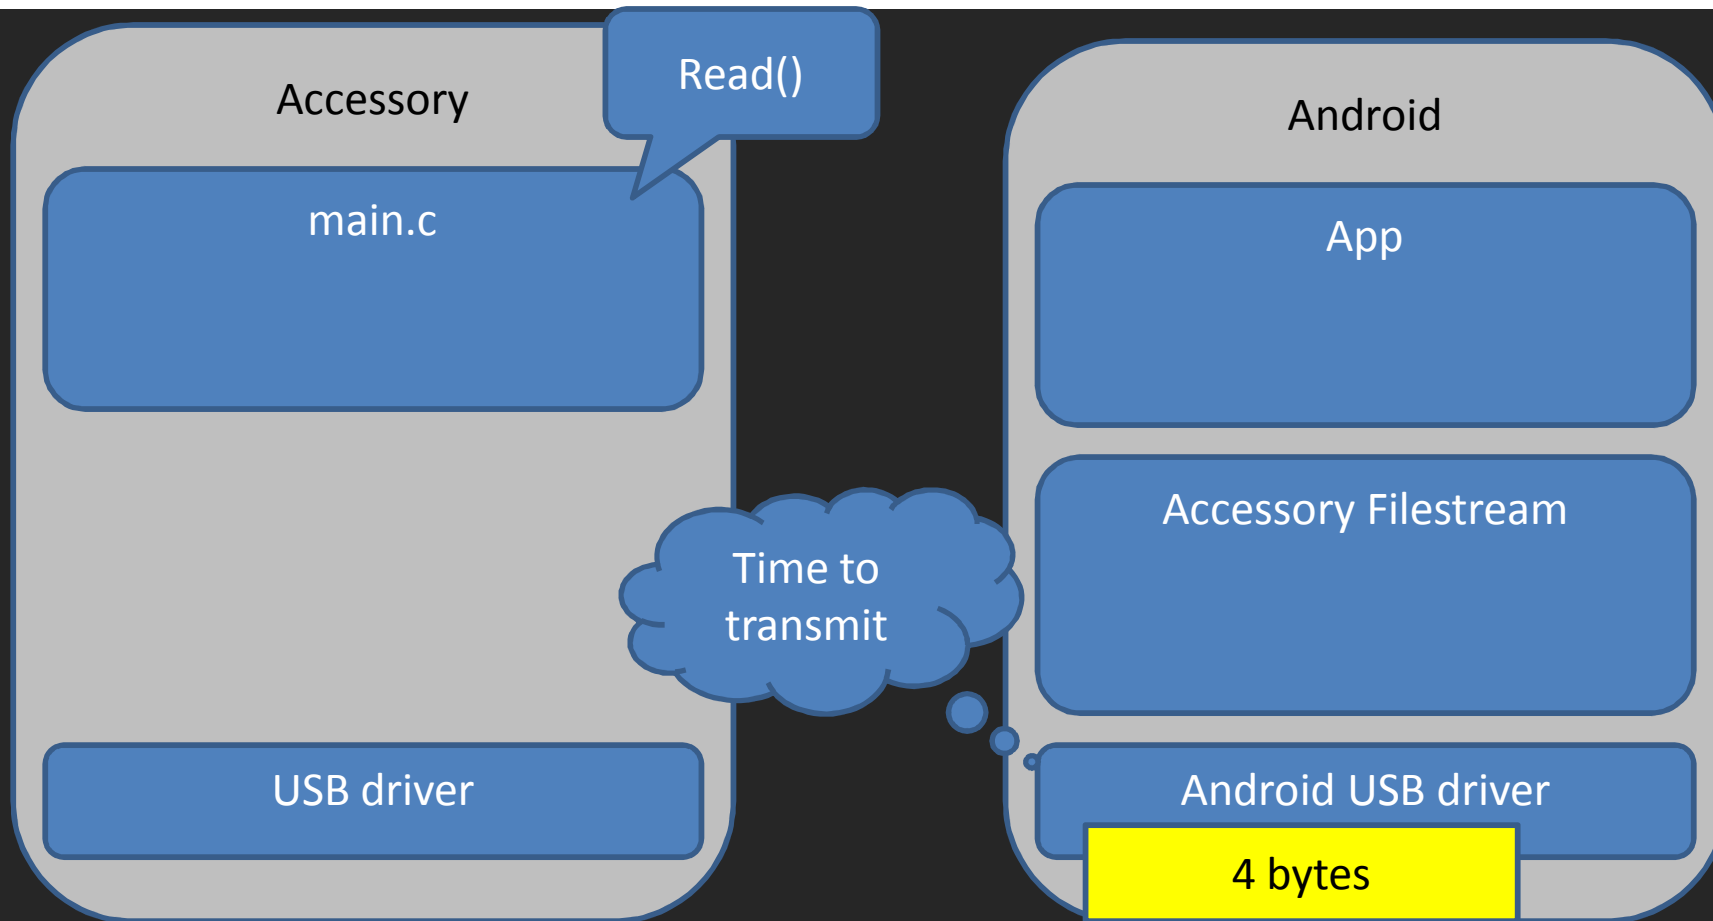 Accessory
Read()
main.c
USB driver
Time to
transmit
Android
App
Accessory Filestream
Android USB driver
4 bytes